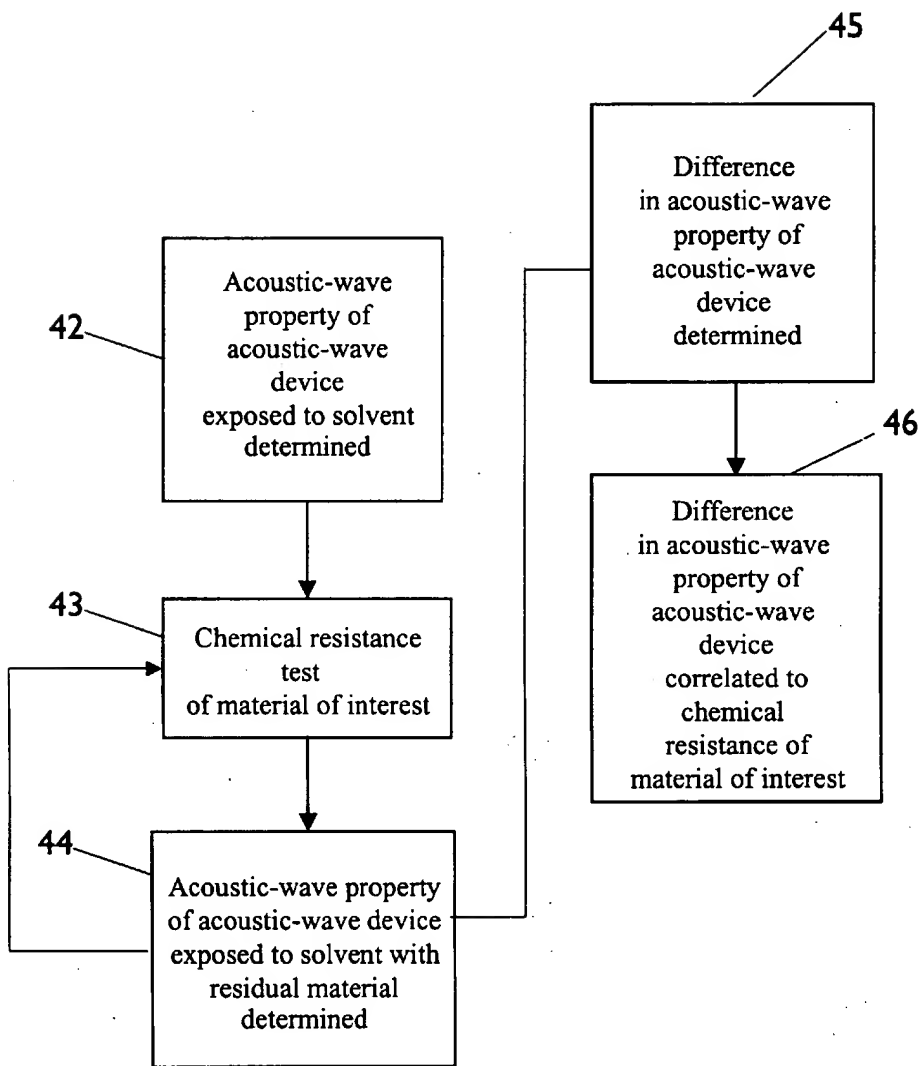 42
Acoustic-wave
property of
acoustic-wave
device
exposed to solvent
determined
43
Chemical resistance
test
of material of interest
44
Acoustic-wave property
of acoustic-wave device
exposed to solvent with
residual material
determined
45
Difference
in acoustic-wave
property of
acoustic-wave
device
determined
46
Difference
in acoustic-wave
property of
acoustic-wave
device
correlated to
chemical
resistance of
material of interest